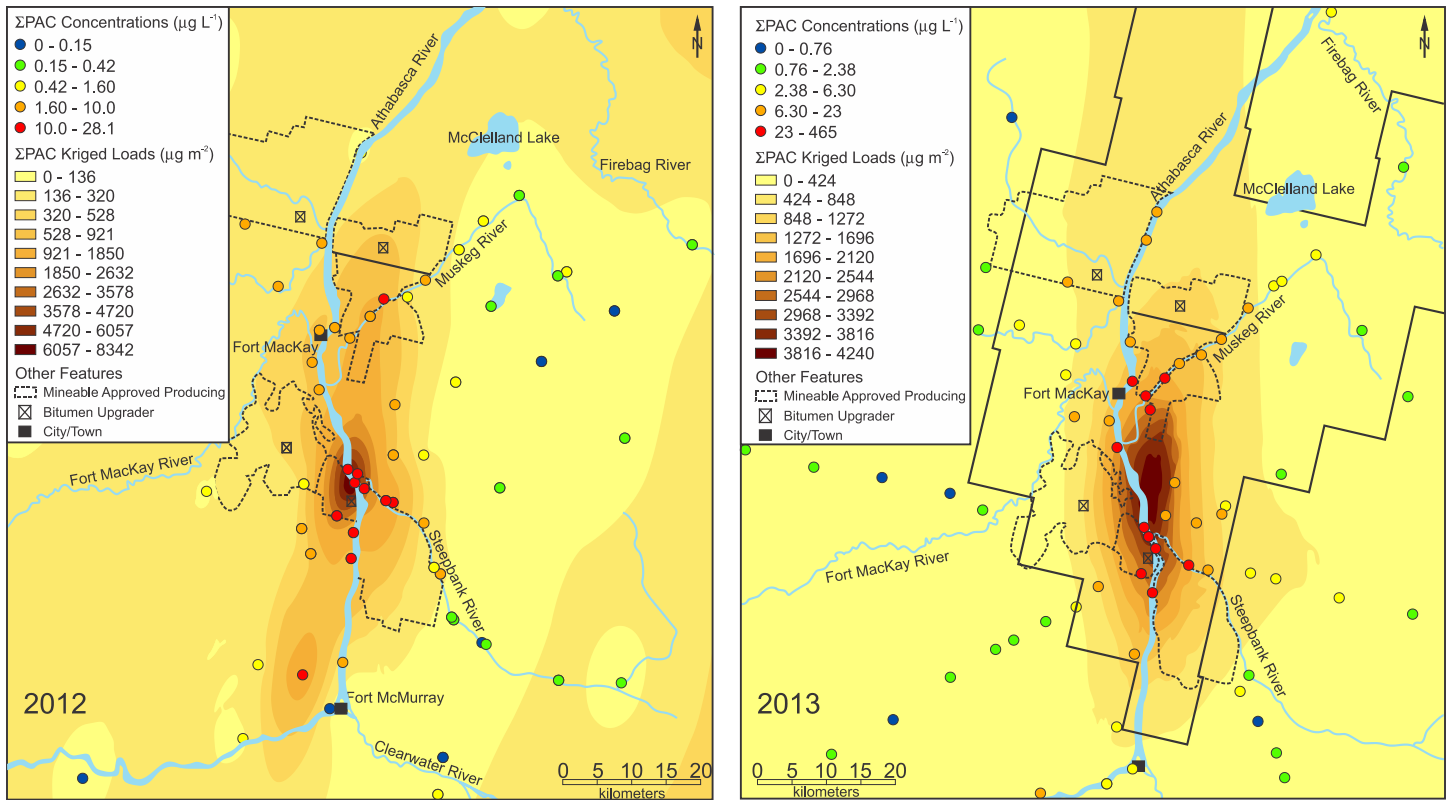 ΣPAC Concentrations (µg L⁻¹)
0 - 0.15
0.15 - 0.42
0.42 - 1.60
1.60 - 10.0
10.0 - 28.1
ΣPAC Kriged Loads (µg m⁻²)
0 - 136
136 - 320
320 - 528
528 - 921
921 - 1850
1850 - 2632
2632 - 3578
3578 - 4720
4720 - 6057
6057 - 8342
Other Features
Mineable Approved Producing
Bitumen Upgrader
City/Town
N
Athabasca River
McClelland Lake
Firebag River
Muskeg River
Fort MacKay
Fort MacKay River
Steepbank River
2012
Fort McMurray
Clearwater River
0 5 10 20
kilometers
ΣPAC Concentrations (µg L⁻¹)
0 - 0.76
0.76 - 2.38
2.38 - 6.30
6.30 - 23
23 - 465
ΣPAC Kriged Loads (µg m⁻²)
0 - 424
424 - 848
848 - 1272
1272 - 1696
1696 - 2120
2120 - 2544
2544 - 2968
2968 - 3392
3392 - 3816
3816 - 4240
Other Features
Mineable Approved Producing
Bitumen Upgrader
City/Town
N
Firebag River
Athabasca River
McClelland Lake
Muskeg River
Fort MacKay
Fort MacKay River
Steepbank River
2013
0 5 10 20
kilometers